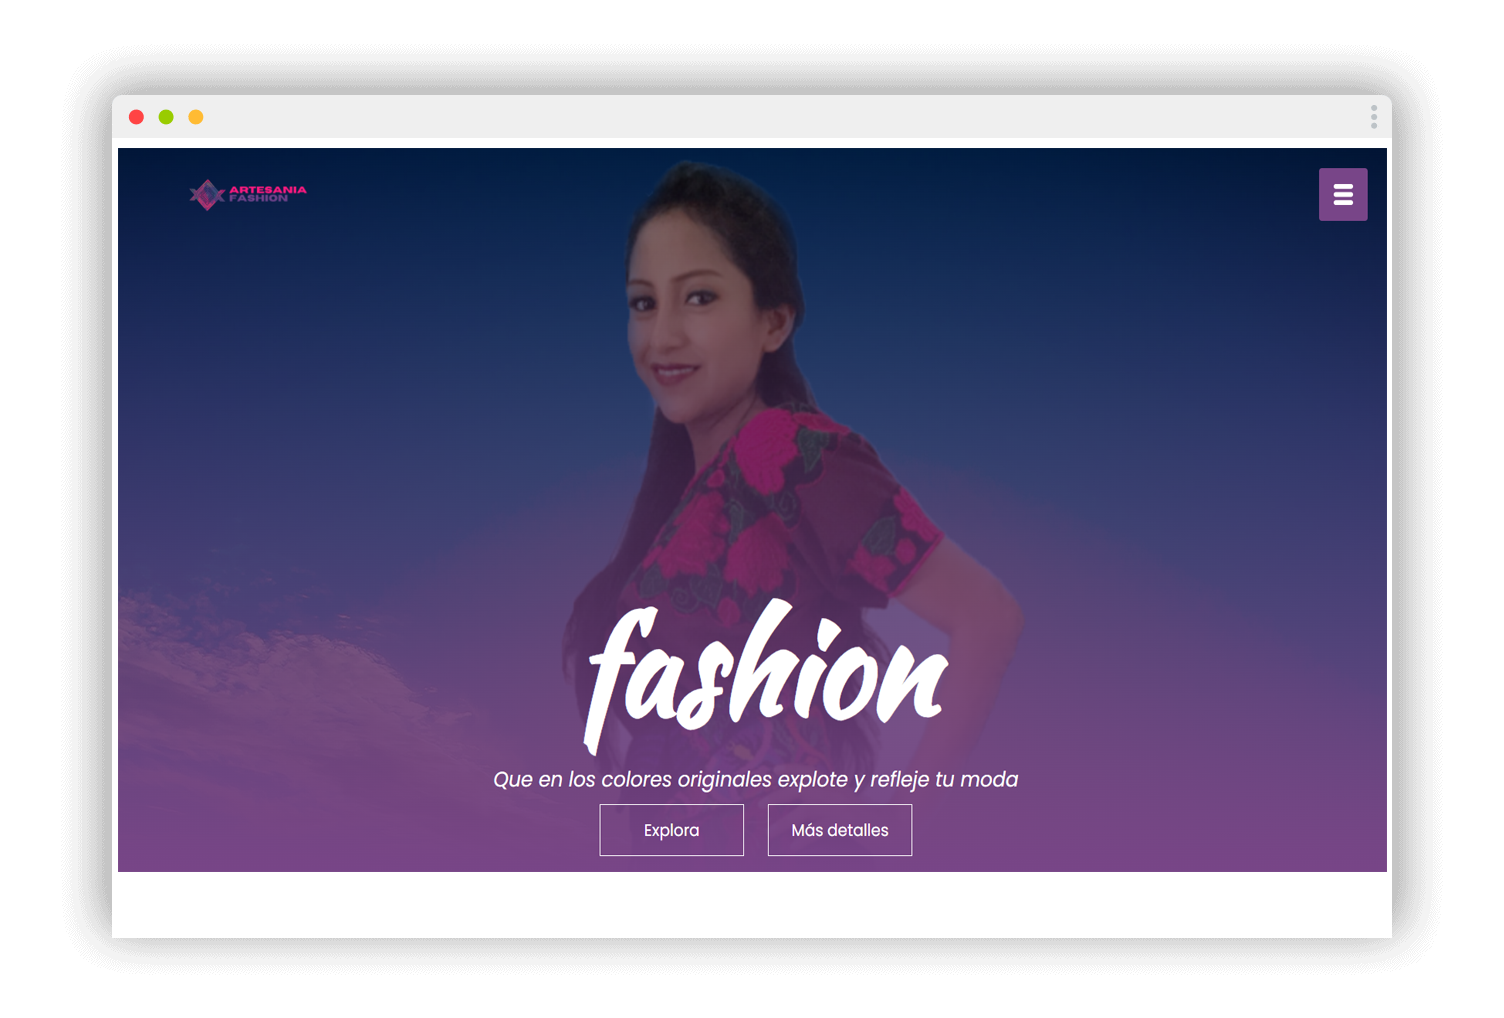 ARTESANIA
FASHION
fashion
Que en los colores originales explote y refleje tu moda
Explora
Más detalles